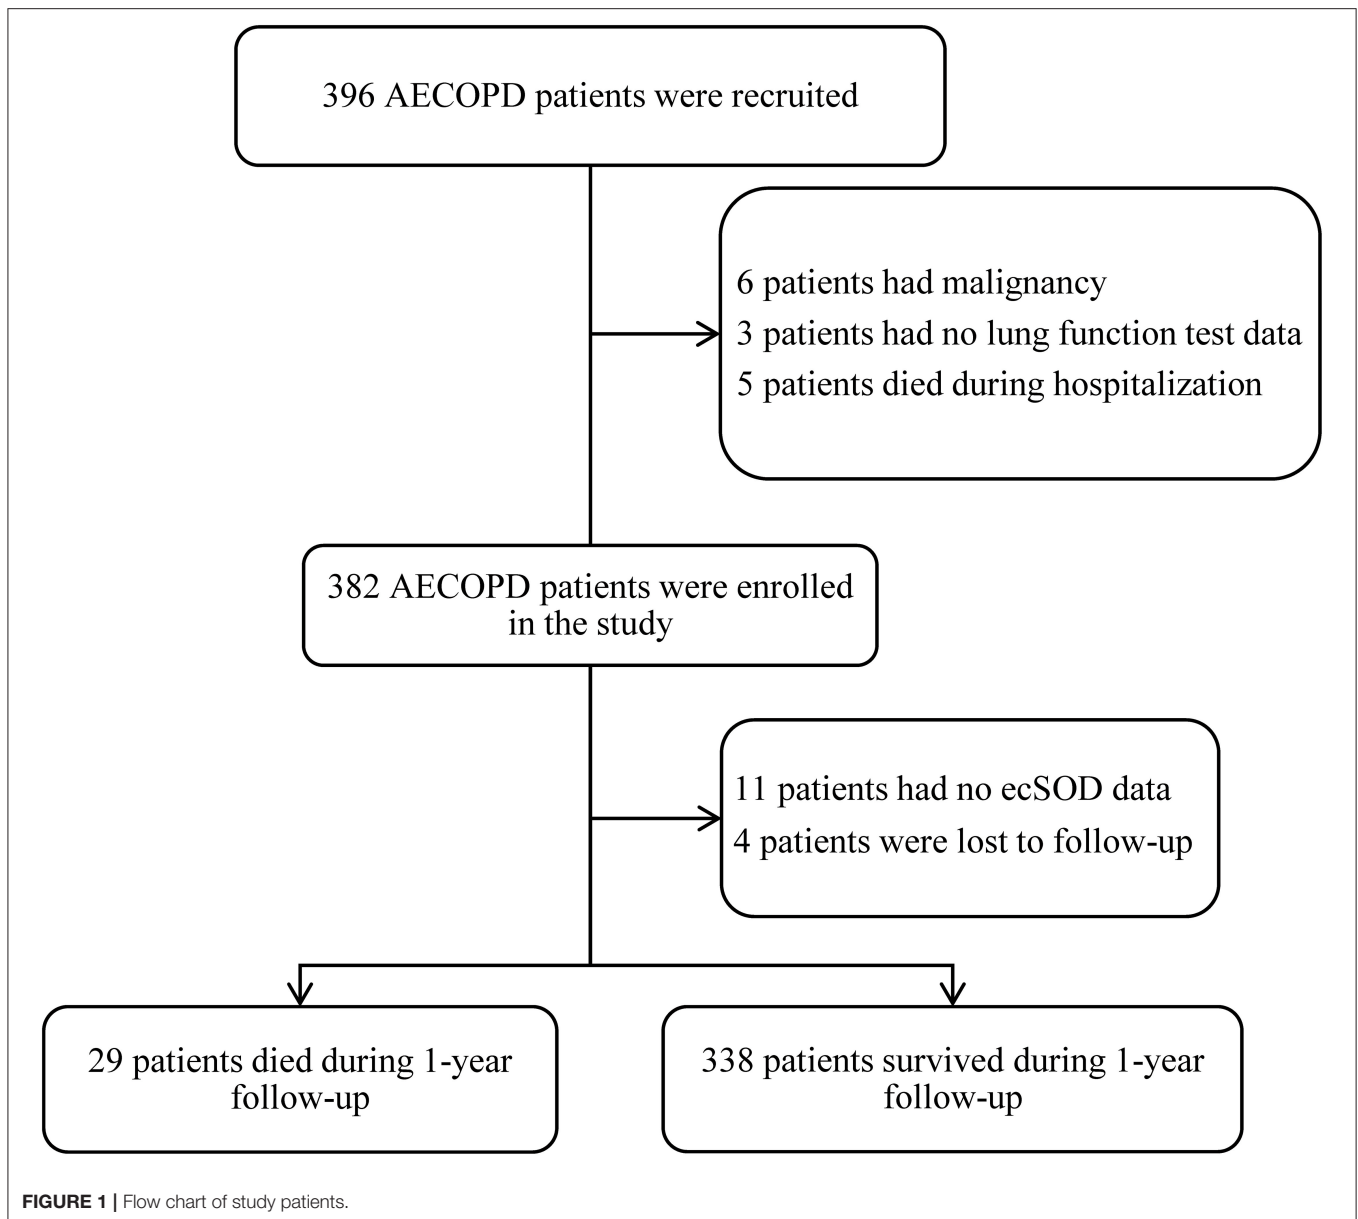 396 AECOPD patients were recruited
6 patients had malignancy
3 patients had no lung function test data
5 patients died during hospitalization
382 AECOPD patients were enrolled
in the study
11 patients had no ecSOD data
4 patients were lost to follow-up
29 patients died during 1-year
follow-up
338 patients survived during 1-year
follow-up
FIGURE 1 | Flow chart of study patients.